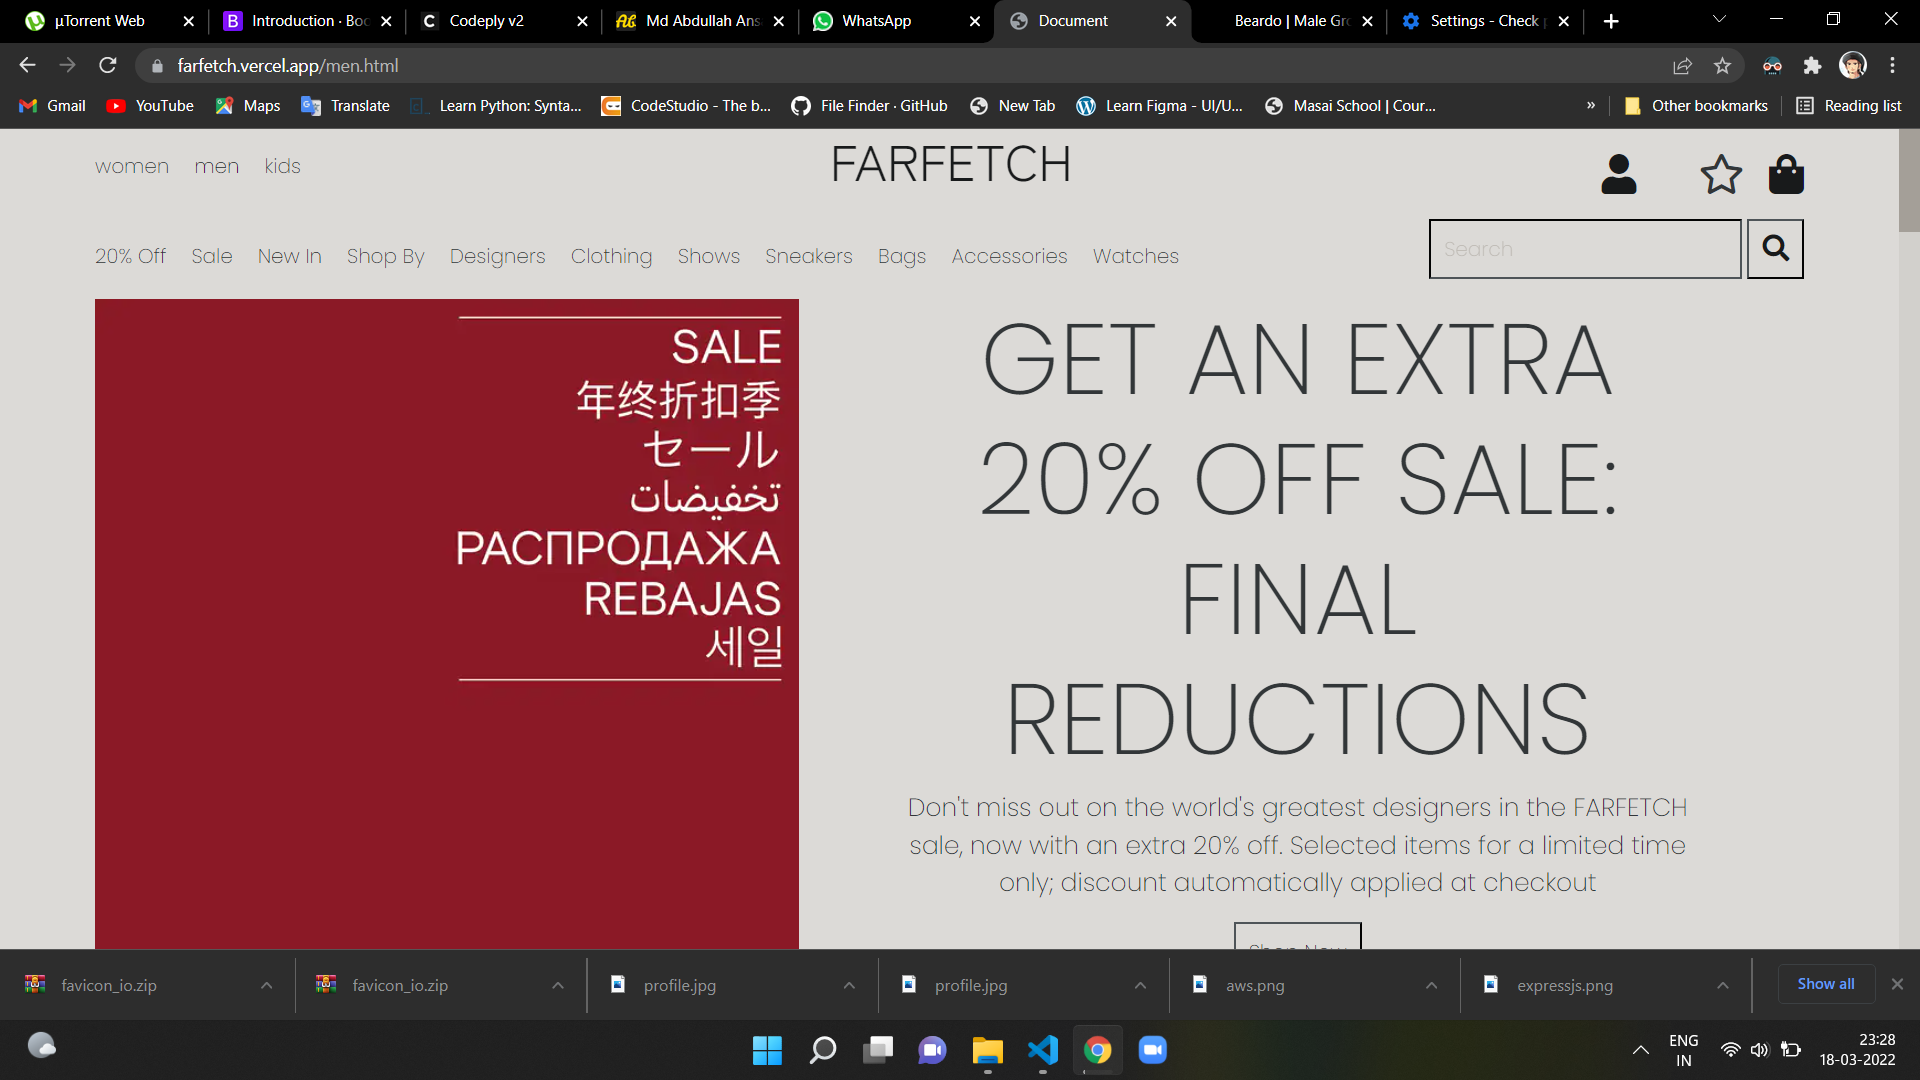 µTorrent Web
Introduction · Boo
Codeply v2
Md Abdullah Ans
WhatsApp
Document
Beardo | Male Gro
Settings - Check p
farfetch.vercel.app/men.html
Gmail
YouTube
Maps
Translate
Learn Python: Synta...
CodeStudio - The b...
File Finder · GitHub
New Tab
Learn Figma - UI/U...
Masai School | Cour...
»
Other bookmarks
Reading list
women men kids
FARFETCH
20% Off Sale New In Shop By Designers Clothing Shows Sneakers Bags Accessories Watches
Search
SALE
年终折扣季
セール
تخفيضات
РАСПРОДАЖА
REBAJAS
세일
GET AN EXTRA
20% OFF SALE:
FINAL
REDUCTIONS
Don't miss out on the world's greatest designers in the FARFETCH
sale, now with an extra 20% off. Selected items for a limited time
only; discount automatically applied at checkout
Shop Now
favicon_io.zip
favicon_io.zip
profile.jpg
profile.jpg
aws.png
expressjs.png
Show all
ENG
IN
23:28
18-03-2022